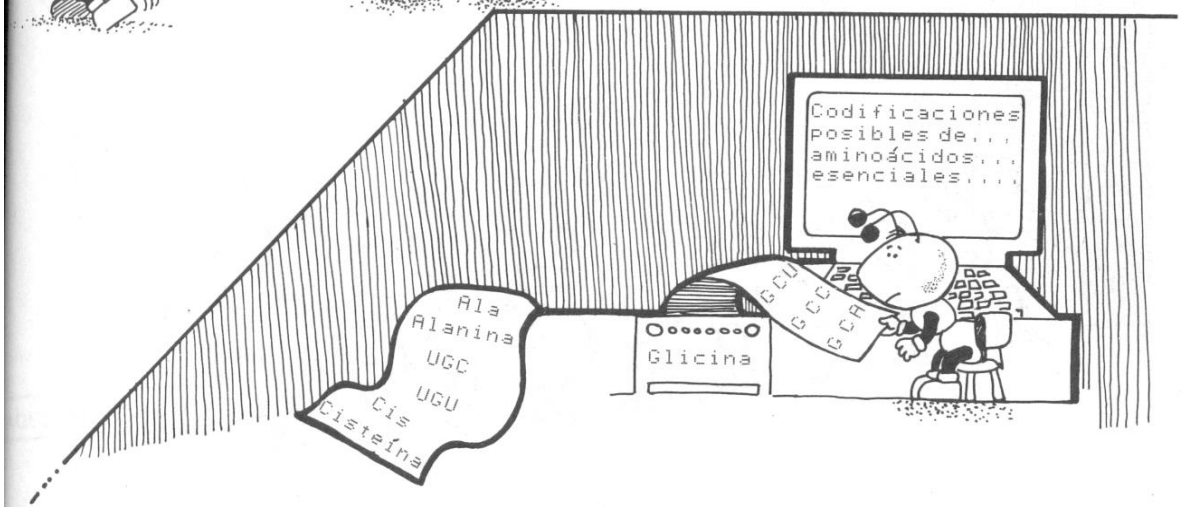 Codificaciones
posibles de...
aminoácidos...
esenciales....
GCU
GCC
GCA
Glicina
Ala
Alanina
UGC
UGU
Cis
Cisteína